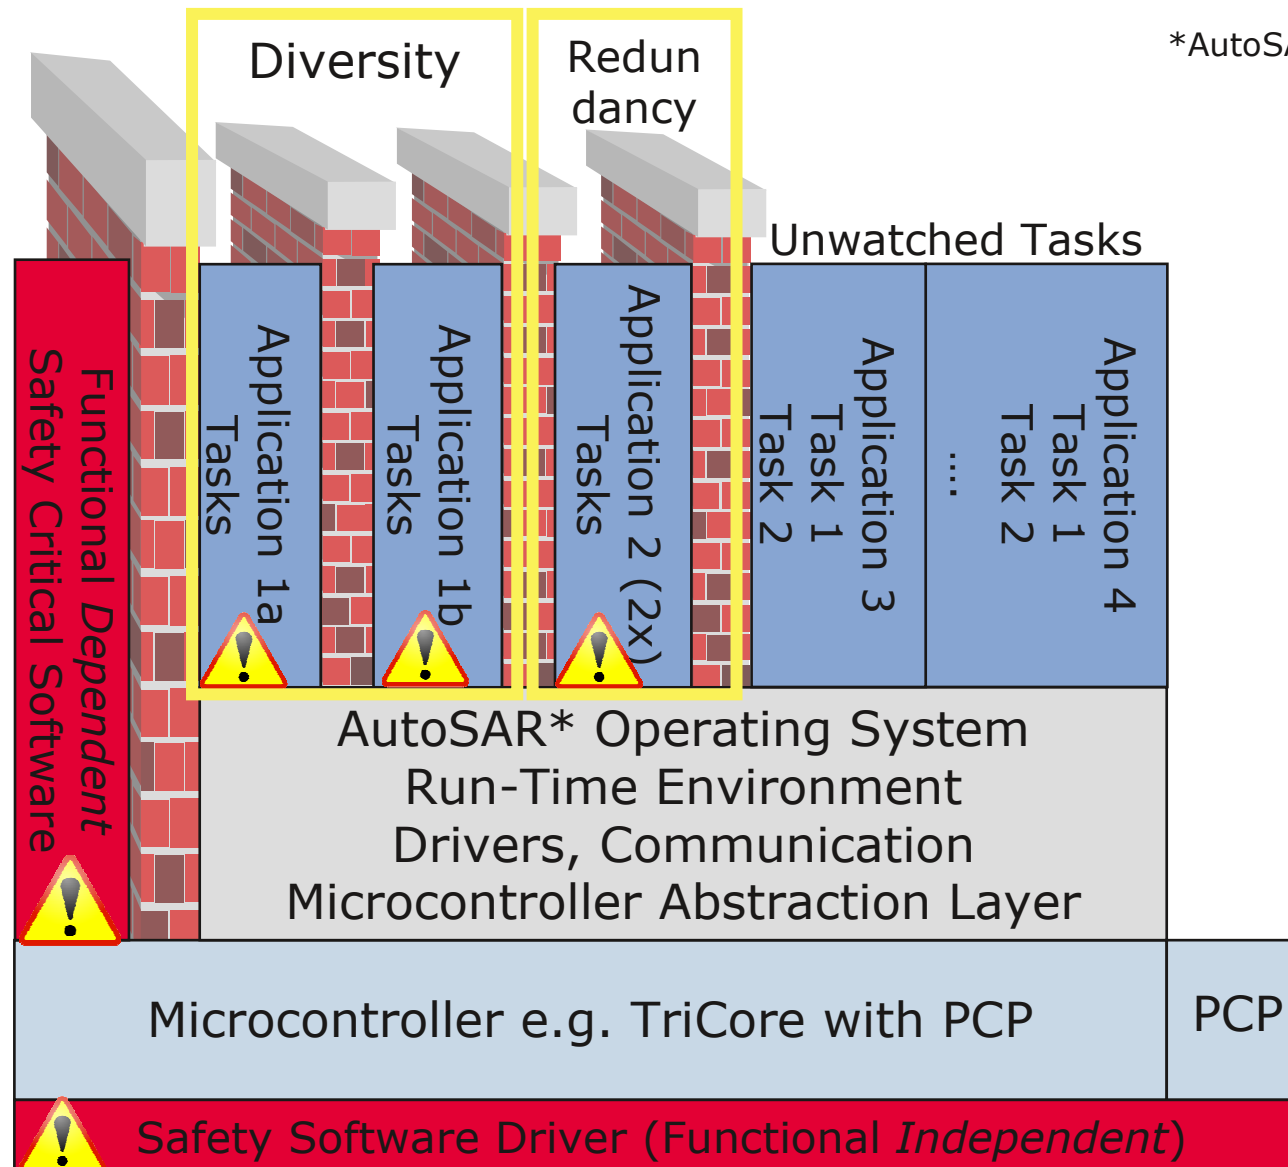 Diversity
Redun
dancy
*AutoSA
Unwatched Tasks
Functional Dependent
Safety Critical Software
Application 1a
Tasks
Application 1b
Tasks
Application 2 (2x)
Tasks
Application 3
Task 1
Task 2
....
Application 4
Task 1
Task 2
AutoSAR* Operating System
Run-Time Environment
Drivers, Communication
Microcontroller Abstraction Layer
Microcontroller e.g. TriCore with PCP
PCP
Safety Software Driver (Functional Independent)